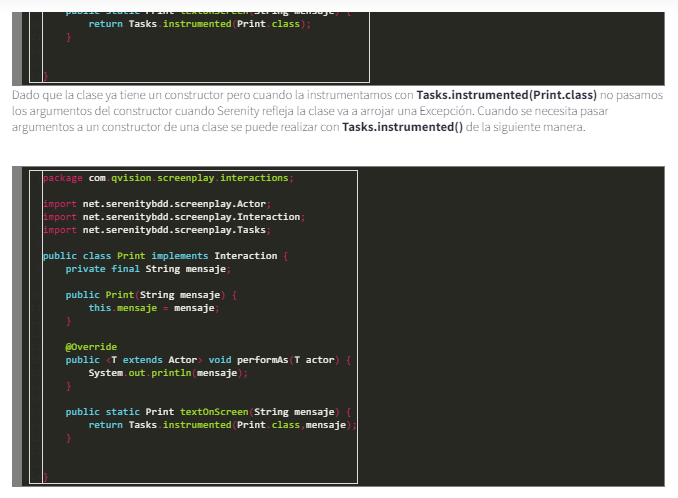 public static Print textOnScreen(String mensaje) {
return Tasks.instrumented(Print.class);
}
}
Dado que la clase ya tiene un constructor pero cuando la instrumentamos con Tasks.instrumented(Print.class) no pasamos
los argumentos del constructor cuando Serenity refleja la clase va a arrojar una Excepción. Cuando se necesita pasar
argumentos a un constructor de una clase se puede realizar con Tasks.instrumented() de la siguiente manera.
package com.qvision.screenplay.interactions;
import net.serenitybdd.screenplay.Actor;
import net.serenitybdd.screenplay.Interaction;
import net.serenitybdd.screenplay.Tasks;
public class Print implements Interaction {
private final String mensaje;
public Print(String mensaje) {
this.mensaje = mensaje;
}
@Override
public <T extends Actor> void performAs(T actor) {
System.out.println(mensaje);
}
public static Print textOnScreen(String mensaje) {
return Tasks.instrumented(Print.class,mensaje);
}
}